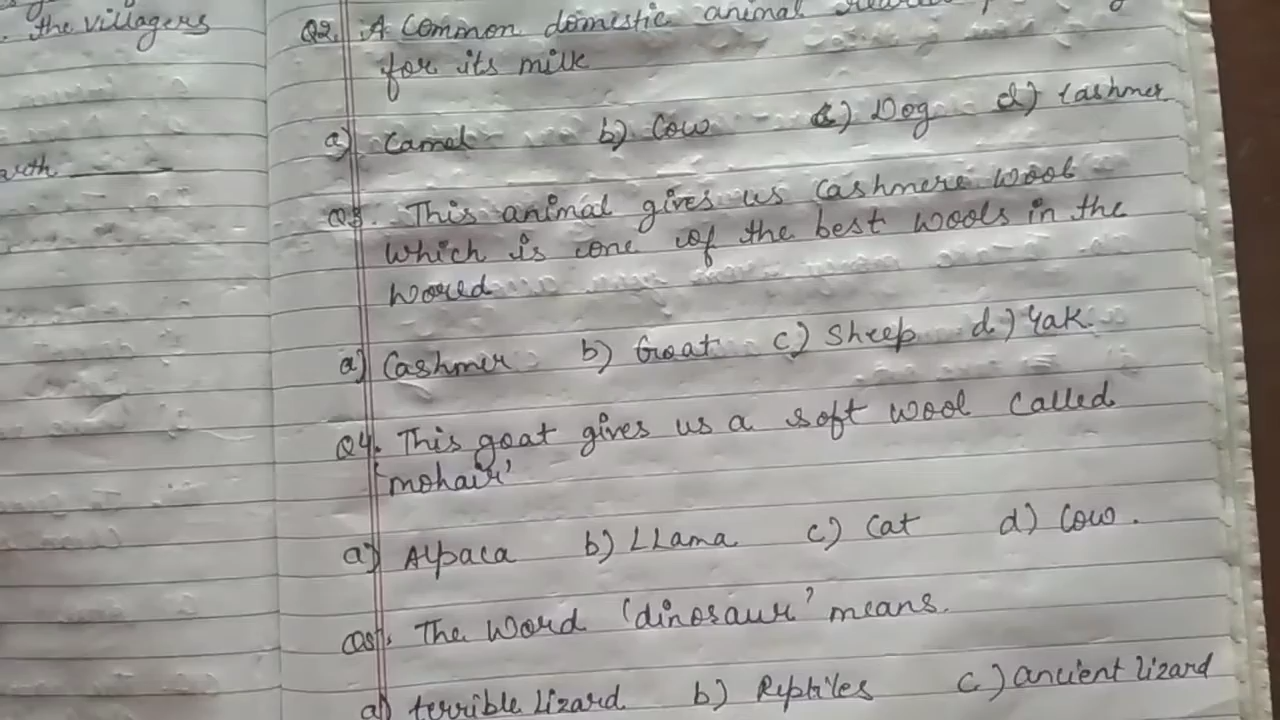 the villagers
Q2. A Common domestic animal
for its milk
a) Camel b) Cow c) Dog d) Cashmer
Q3. This animal gives us Cashmere wool
which is one of the best wools in the
world
a) Cashmer b) Goat c) Sheep d.) Yak.
Q4. This goat gives us a soft wool called
'mohair'
a) Alpaca b) LLama c) Cat d) Cow.
Q5. The word 'dinosaur' means.
a) terrible lizard b) Reptiles c.) ancient lizard